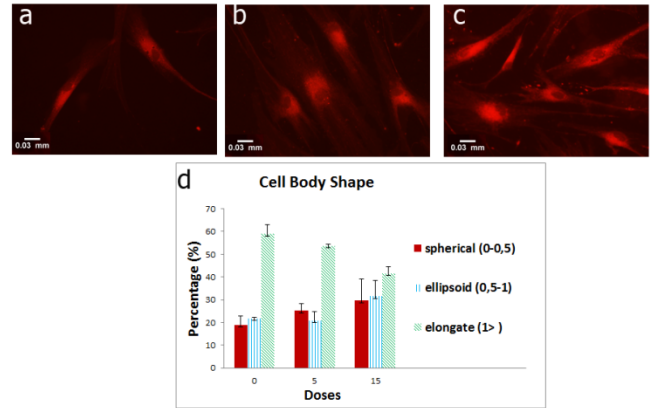 a
b
c
0.03 mm
0.03 mm
0.03 mm
d
Cell Body Shape
Percentage (%)
70
60
50
40
30
20
10
0
0
5
15
Doses
spherical (0-0,5)
ellipsoid (0,5-1)
elongate (1> )